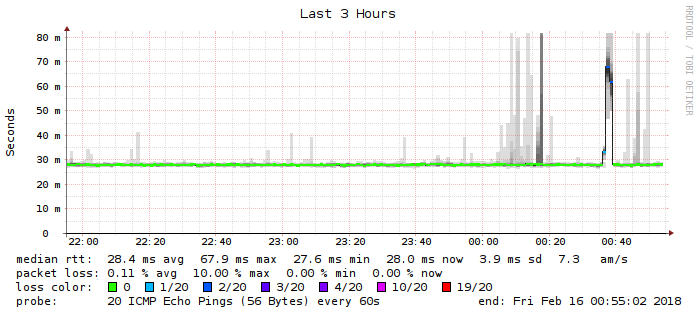 Last 3 Hours
RRDTOOL / TOBI OETIKER
Seconds
80 m
70 m
60 m
50 m
40 m
30 m
20 m
10 m
0
22:00 22:20 22:40 23:00 23:20 23:40 00:00 00:20 00:40
median rtt: 28.4 ms avg 67.9 ms max 27.6 ms min 28.0 ms now 3.9 ms sd 7.3 am/s
packet loss: 0.11 % avg 10.00 % max 0.00 % min 0.00 % now
loss color: 0 1/20 2/20 3/20 4/20 10/20 19/20
probe: 20 ICMP Echo Pings (56 Bytes) every 60s end: Fri Feb 16 00:55:02 2018